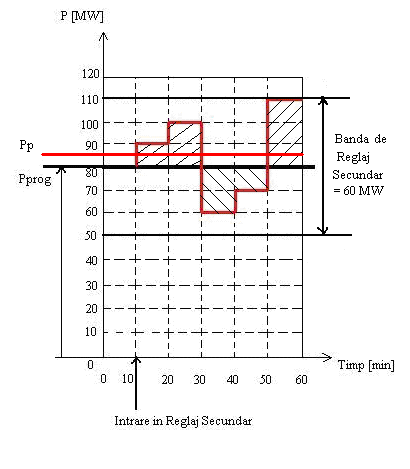 P [MW]
120
110
100
90
80
70
60
50
40
30
20
10
0
Pp
Pprog
Banda de
Reglaj
Secundar
= 60 MW
0 10 20 30 40 50 60
Timp [min]
Intrare in Reglaj Secundar